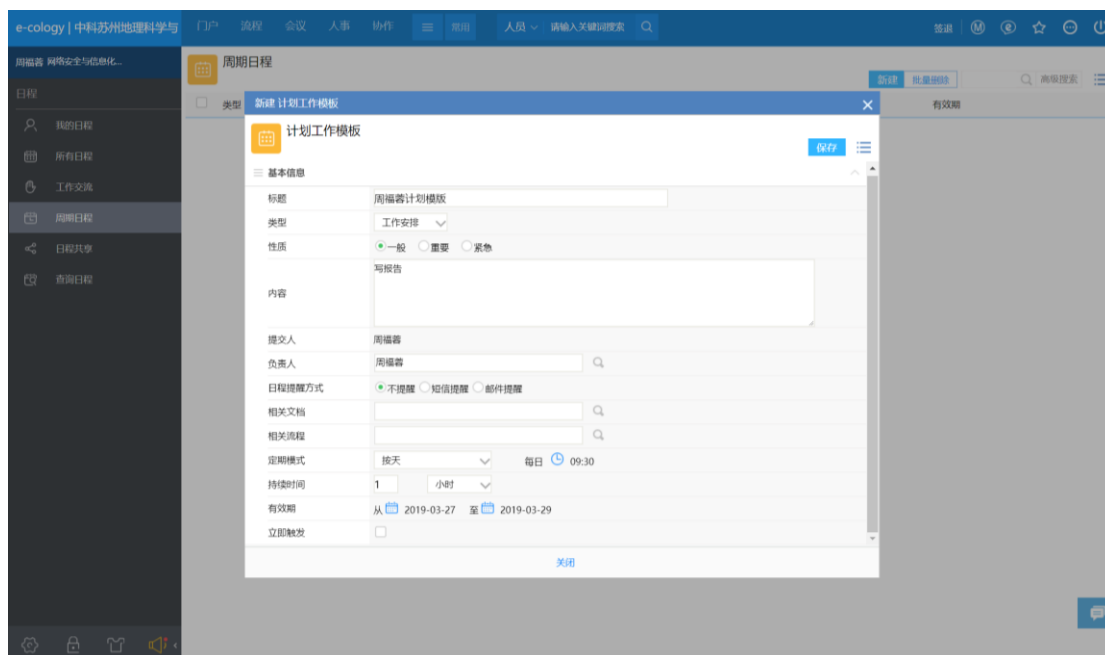 e-cology | 中科苏州地理科学与 门户 流程 会议 人事 协作 常用 人员 请输入关键词搜索 签退
周福蓉 网络安全与信息化... 周期日程
新建 批量删除 高级搜索
日程
类型 有效期
新建 计划工作模板
计划工作模板
保存
我的日程
所有日程
工作交流
周期日程
日程共享
查询日程
基本信息
标题 周福蓉计划模版
类型 工作安排
性质 一般 重要 紧急
内容 写报告
提交人 周福蓉
负责人 周福蓉
日程提醒方式 不提醒 短信提醒 邮件提醒
相关文档
相关流程
定期模式 按天 每日 09:30
持续时间 1 小时
有效期 从 2019-03-27 至 2019-03-29
立即触发
关闭